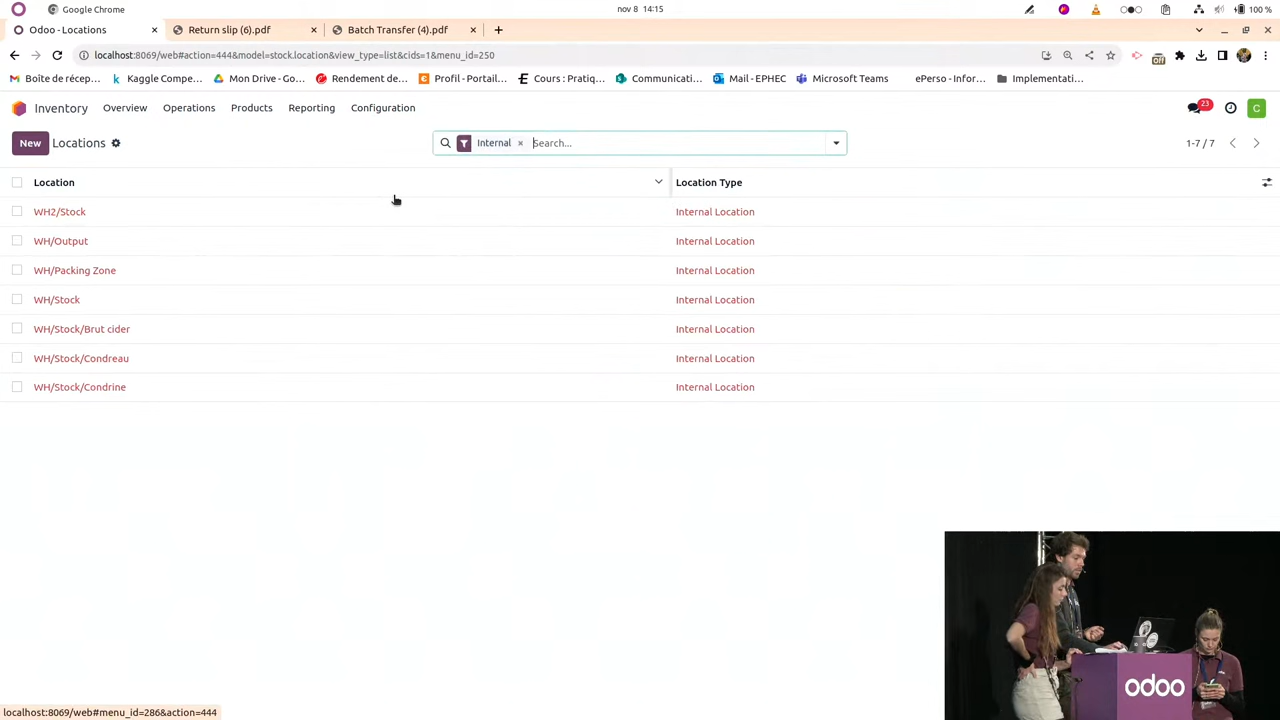 Google Chrome
nov 8 14:15
100 %
Odoo - Locations
Return slip (6).pdf
Batch Transfer (4).pdf
localhost:8069/web#action=444&model=stock.location&view_type=list&cids=1&menu_id=250
Off
Boîte de récep...
Kaggle Compe...
Mon Drive - Go...
Rendement de...
Profil - Portail...
Cours : Pratiq...
Communicati...
Mail - EPHEC
Microsoft Teams
ePerso - Infor...
Implementati...
Inventory
Overview
Operations
Products
Reporting
Configuration
23
C
New
Locations
Internal
Search...
1-7 / 7
Location
Location Type
WH2/Stock
Internal Location
WH/Output
Internal Location
WH/Packing Zone
Internal Location
WH/Stock
Internal Location
WH/Stock/Brut cider
Internal Location
WH/Stock/Condreau
Internal Location
WH/Stock/Condrine
Internal Location
odoo
localhost:8069/web#menu_id=286&action=444